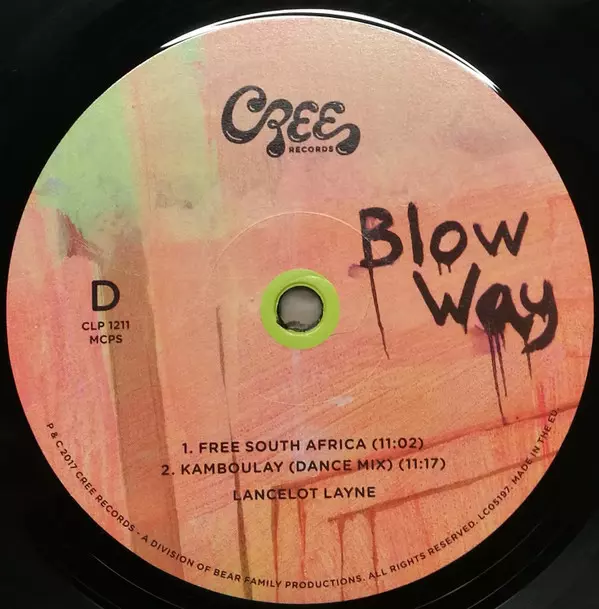 CREE
RECORDS
Blow
Way
D
CLP 1211
MCPS
1. FREE SOUTH AFRICA (11:02)
2. KAMBOULAY (DANCE MIX) (11:17)
LANCELOT LAYNE
P & C 2017 CREE RECORDS - A DIVISION OF BEAR FAMILY PRODUCTIONS. ALL RIGHTS RESERVED. LC05197. MADE IN THE EU.